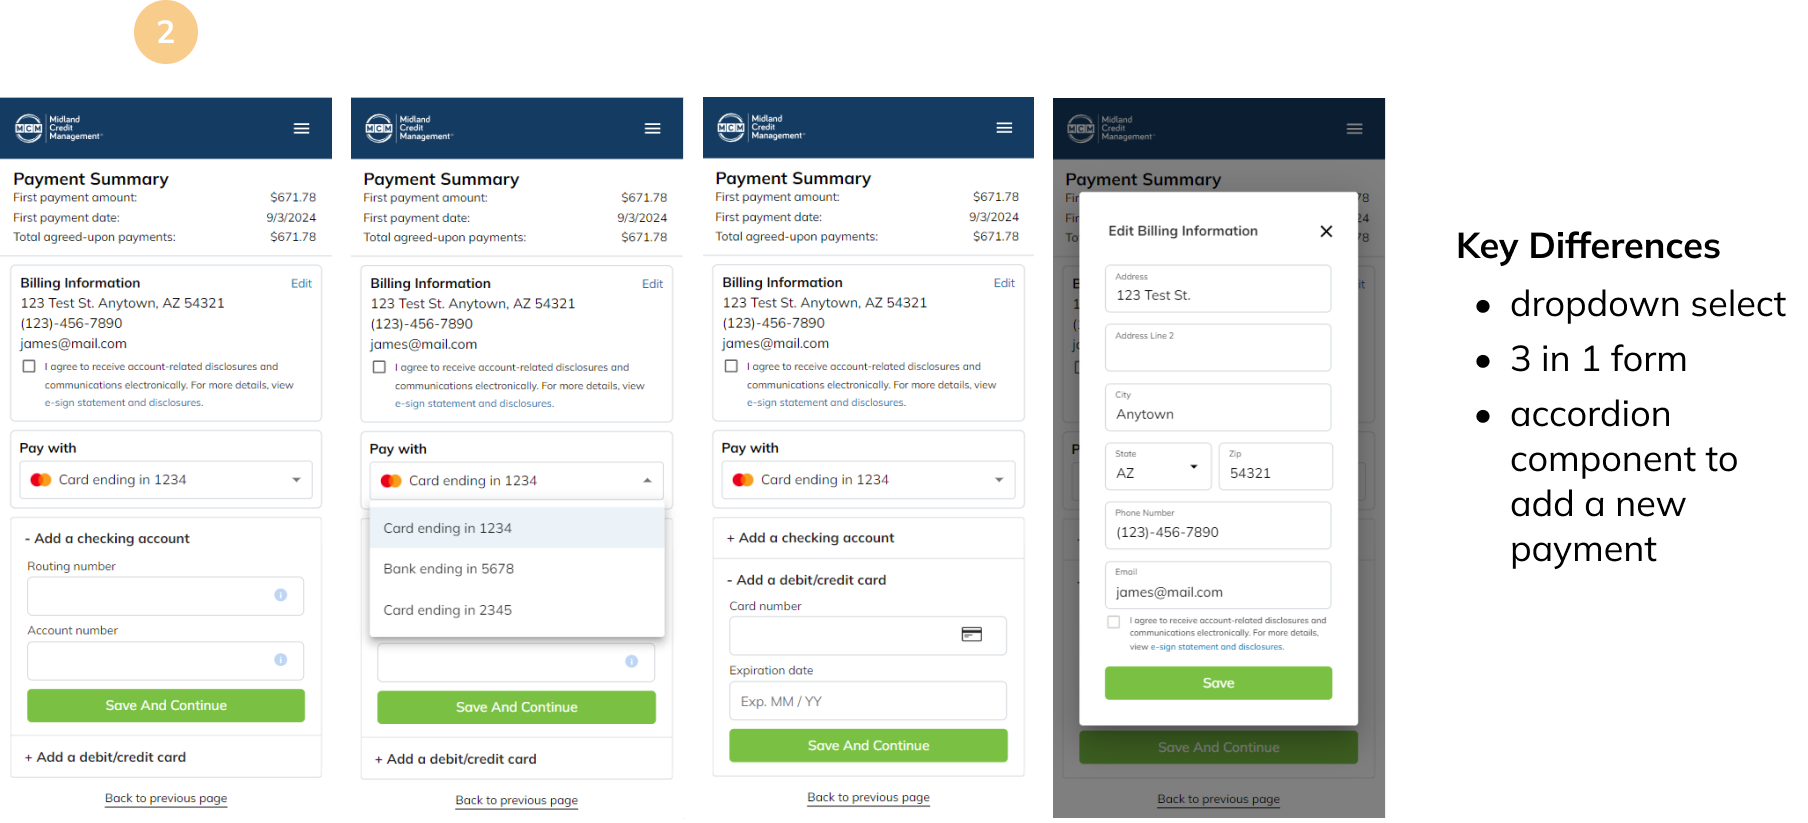 2
MCM
Midland
Credit
Management
Payment Summary
First payment amount: $671.78
First payment date: 9/3/2024
Total agreed-upon payments: $671.78
Billing Information Edit
123 Test St. Anytown, AZ 54321
(123)-456-7890
james@mail.com
I agree to receive account-related disclosures and
communications electronically. For more details, view
e-sign statement and disclosures.
Pay with
Card ending in 1234
- Add a checking account
Routing number
Account number
Save And Continue
+ Add a debit/credit card
Back to previous page
MCM
Midland
Credit
Management
Payment Summary
First payment amount: $671.78
First payment date: 9/3/2024
Total agreed-upon payments: $671.78
Billing Information Edit
123 Test St. Anytown, AZ 54321
(123)-456-7890
james@mail.com
I agree to receive account-related disclosures and
communications electronically. For more details, view
e-sign statement and disclosures.
Pay with
Card ending in 1234
Card ending in 1234
Bank ending in 5678
Card ending in 2345
Save And Continue
+ Add a debit/credit card
Back to previous page
MCM
Midland
Credit
Management
Payment Summary
First payment amount: $671.78
First payment date: 9/3/2024
Total agreed-upon payments: $671.78
Billing Information Edit
123 Test St. Anytown, AZ 54321
(123)-456-7890
james@mail.com
I agree to receive account-related disclosures and
communications electronically. For more details, view
e-sign statement and disclosures.
Pay with
Card ending in 1234
+ Add a checking account
- Add a debit/credit card
Card number
Expiration date
Exp. MM / YY
Save And Continue
Back to previous page
MCM
Midland
Credit
Management
Payment Summary
Edit Billing Information
Address
123 Test St.
Address Line 2
City
Anytown
State Zip
AZ 54321
Phone Number
(123)-456-7890
Email
james@mail.com
I agree to receive account-related disclosures and
communications electronically. For more details,
view e-sign statement and disclosures.
Save
Save And Continue
Back to previous page
Key Differences
• dropdown select
• 3 in 1 form
• accordion
component to
add a new
payment